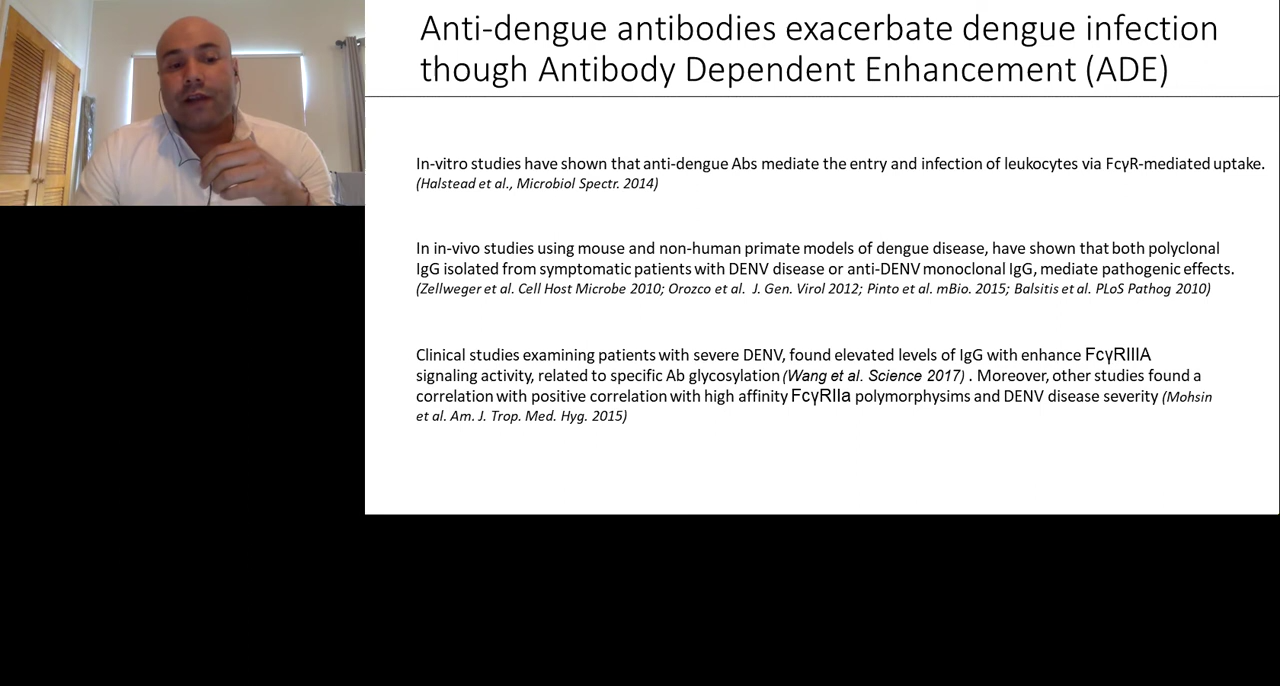 Anti-dengue antibodies exacerbate dengue infection
though Antibody Dependent Enhancement (ADE)
In-vitro studies have shown that anti-dengue Abs mediate the entry and infection of leukocytes via FcγR-mediated uptake.
(Halstead et al., Microbiol Spectr. 2014)
In in-vivo studies using mouse and non-human primate models of dengue disease, have shown that both polyclonal
IgG isolated from symptomatic patients with DENV disease or anti-DENV monoclonal IgG, mediate pathogenic effects.
(Zellweger et al. Cell Host Microbe 2010; Orozco et al. J. Gen. Virol 2012; Pinto et al. mBio. 2015; Balsitis et al. PLoS Pathog 2010)
Clinical studies examining patients with severe DENV, found elevated levels of IgG with enhance FcγRIIIA
signaling activity, related to specific Ab glycosylation (Wang et al. Science 2017) . Moreover, other studies found a
correlation with positive correlation with high affinity FcγRIIa polymorphysims and DENV disease severity (Mohsin
et al. Am. J. Trop. Med. Hyg. 2015)